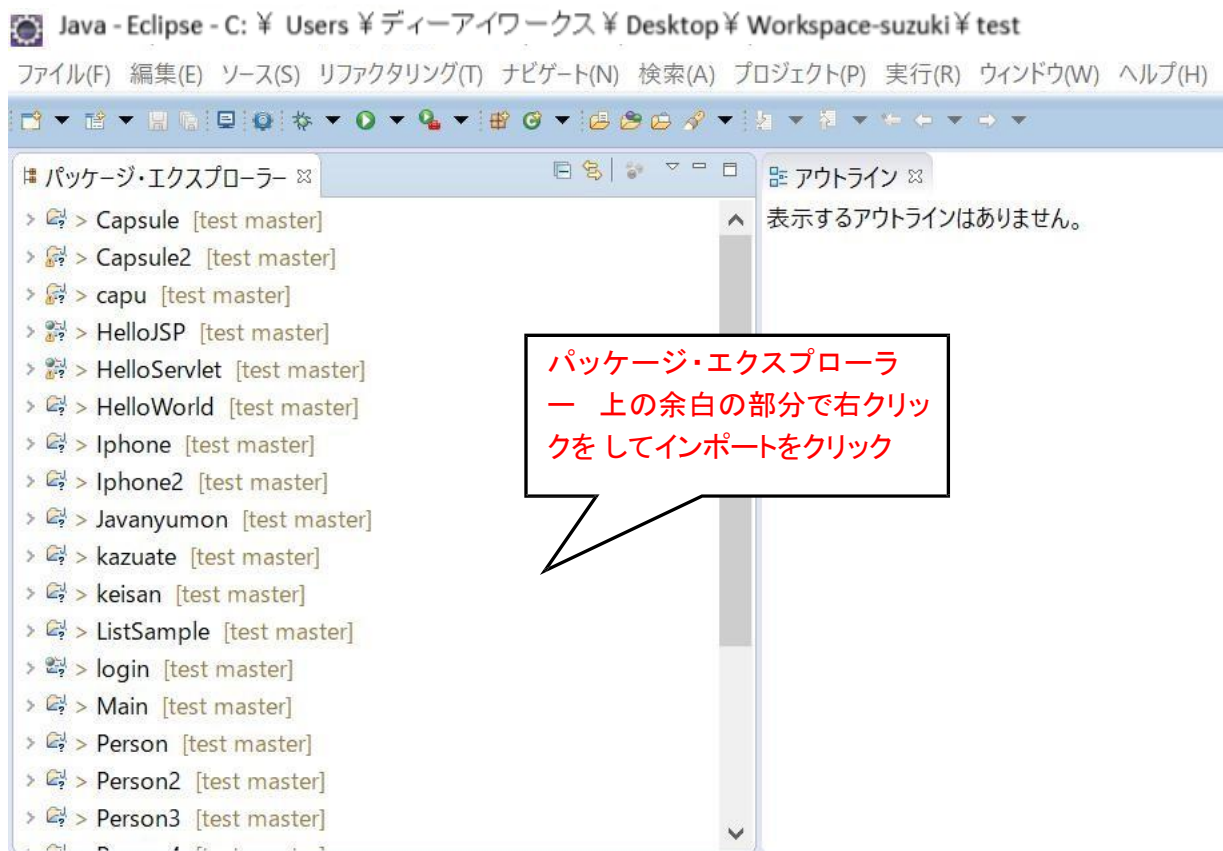 Java - Eclipse - C: ¥ Users ¥ディーアイワークス¥ Desktop¥ Workspace-suzuki¥ test
ファイル(F) 編集(E) ソース(S) リファクタリング(T) ナビゲート(N) 検索(A) プロジェクト(P) 実行(R) ウィンドウ(W) ヘルプ(H)
パッケージ・エクスプローラー
アウトライン
表示するアウトラインはありません。
> Capsule [test master]
> Capsule2 [test master]
> capu [test master]
> HelloJSP [test master]
> HelloServlet [test master]
> HelloWorld [test master]
> Iphone [test master]
> Iphone2 [test master]
> Javanyumon [test master]
> kazuate [test master]
> keisan [test master]
> ListSample [test master]
> login [test master]
> Main [test master]
> Person [test master]
> Person2 [test master]
> Person3 [test master]
パッケージ・エクスプローラ
ー 上の余白の部分で右クリッ
クを してインポートをクリック